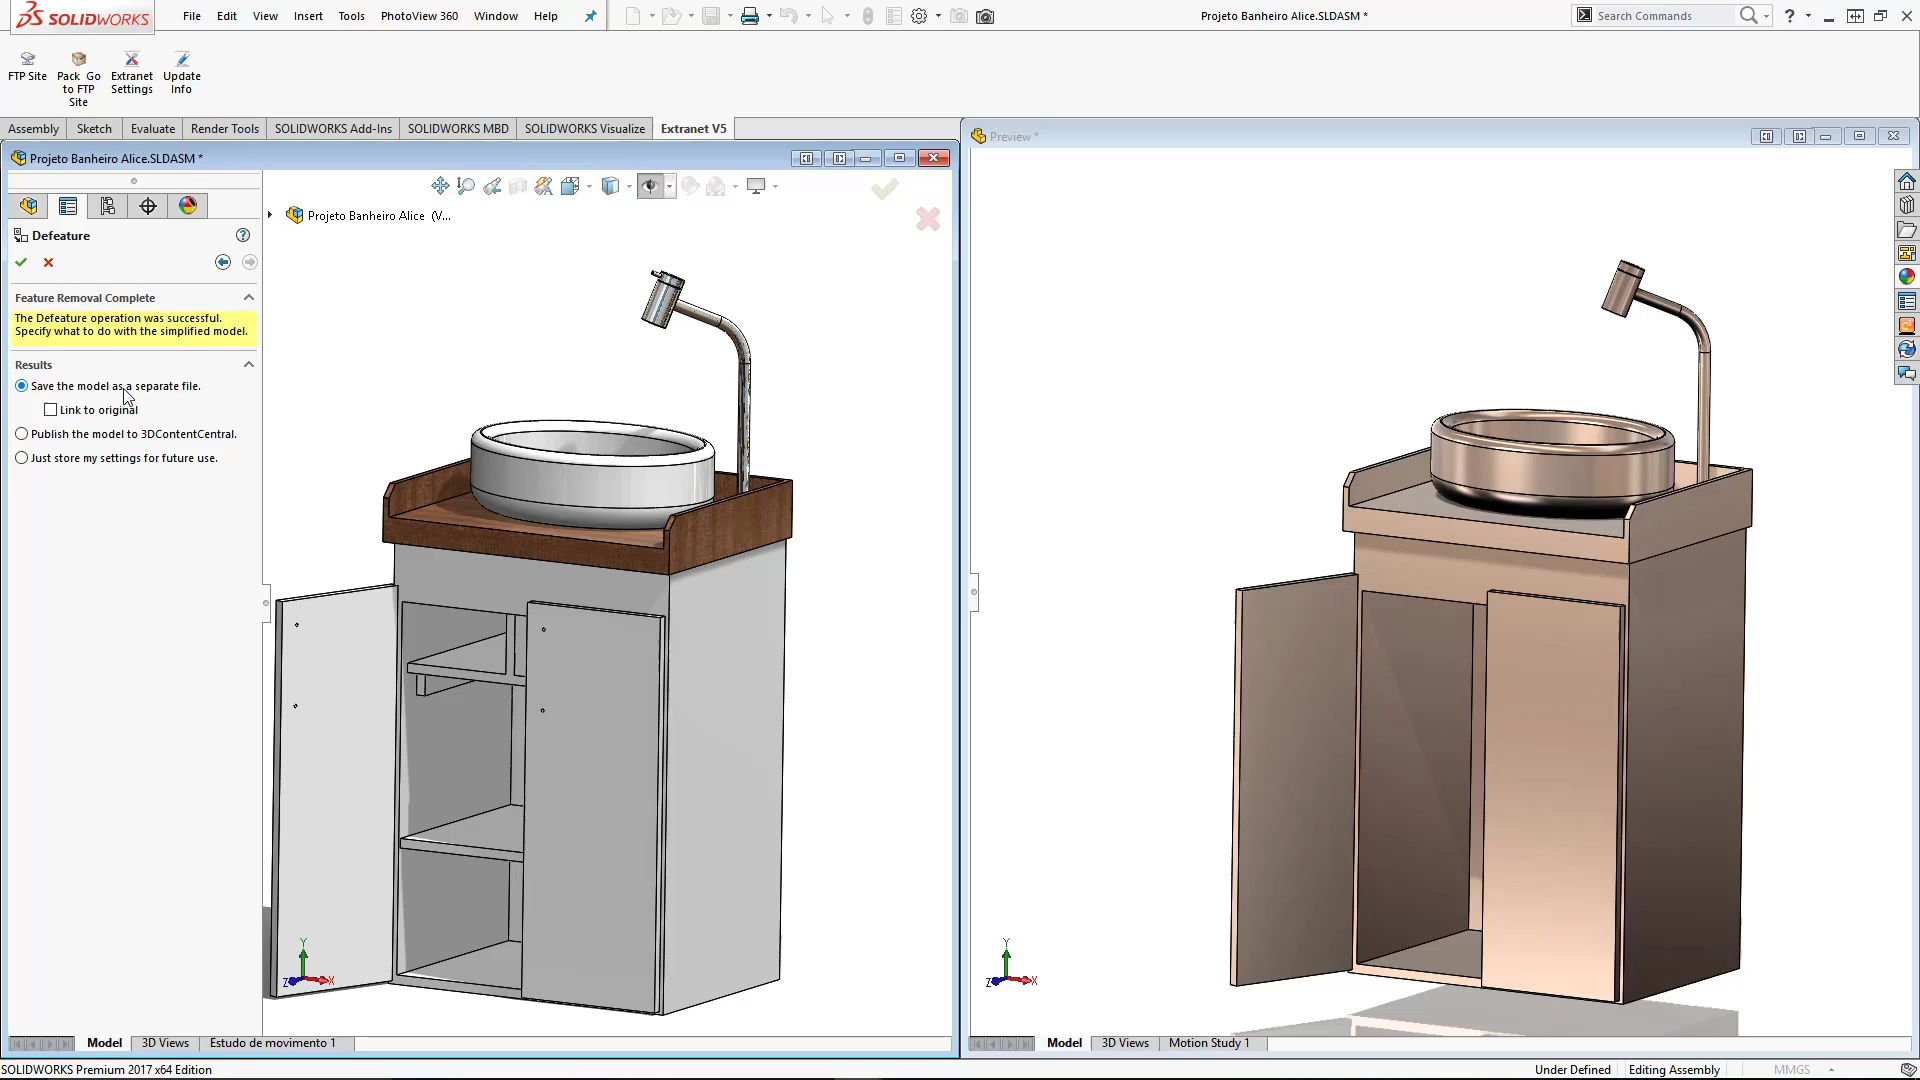 SOLIDWORKS File Edit View Insert Tools PhotoView 360 Window Help Projeto Banheiro Alice.SLDASM * Search Commands ?
FTP Site
Pack Go
to FTP
Site
Extranet
Settings
Update
Info
Assembly Sketch Evaluate Render Tools SOLIDWORKS Add-Ins SOLIDWORKS MBD SOLIDWORKS Visualize Extranet V5
Preview *
Projeto Banheiro Alice.SLDASM *
Projeto Banheiro Alice (V...
Defeature
?
Feature Removal Complete
The Defeature operation was successful.
Specify what to do with the simplified model.
Results
Save the model as a separate file.
Link to original
Publish the model to 3DContentCentral.
Just store my settings for future use.
Y
Z
X
Y
Z
X
Model 3D Views Estudo de movimento 1
Model 3D Views Motion Study 1
SOLIDWORKS Premium 2017 x64 Edition Under Defined Editing Assembly MMGS